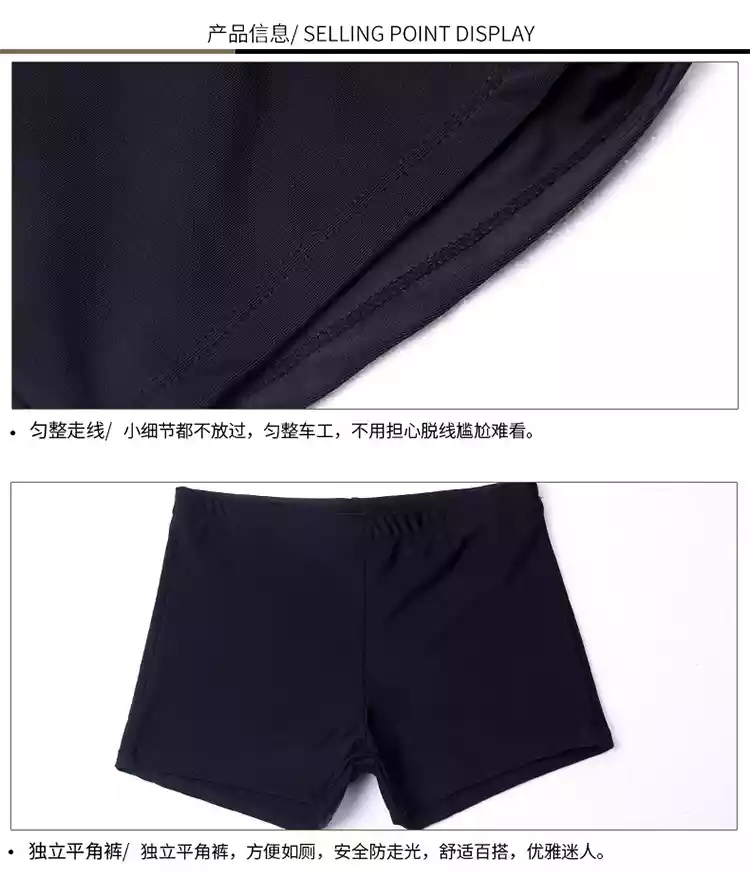 产品信息/ SELLING POINT DISPLAY
• 匀整走线/ 小细节都不放过，匀整车工，不用担心脱线尴尬难看。
• 独立平角裤/ 独立平角裤，方便如厕，安全防走光，舒适百搭，优雅迷人。